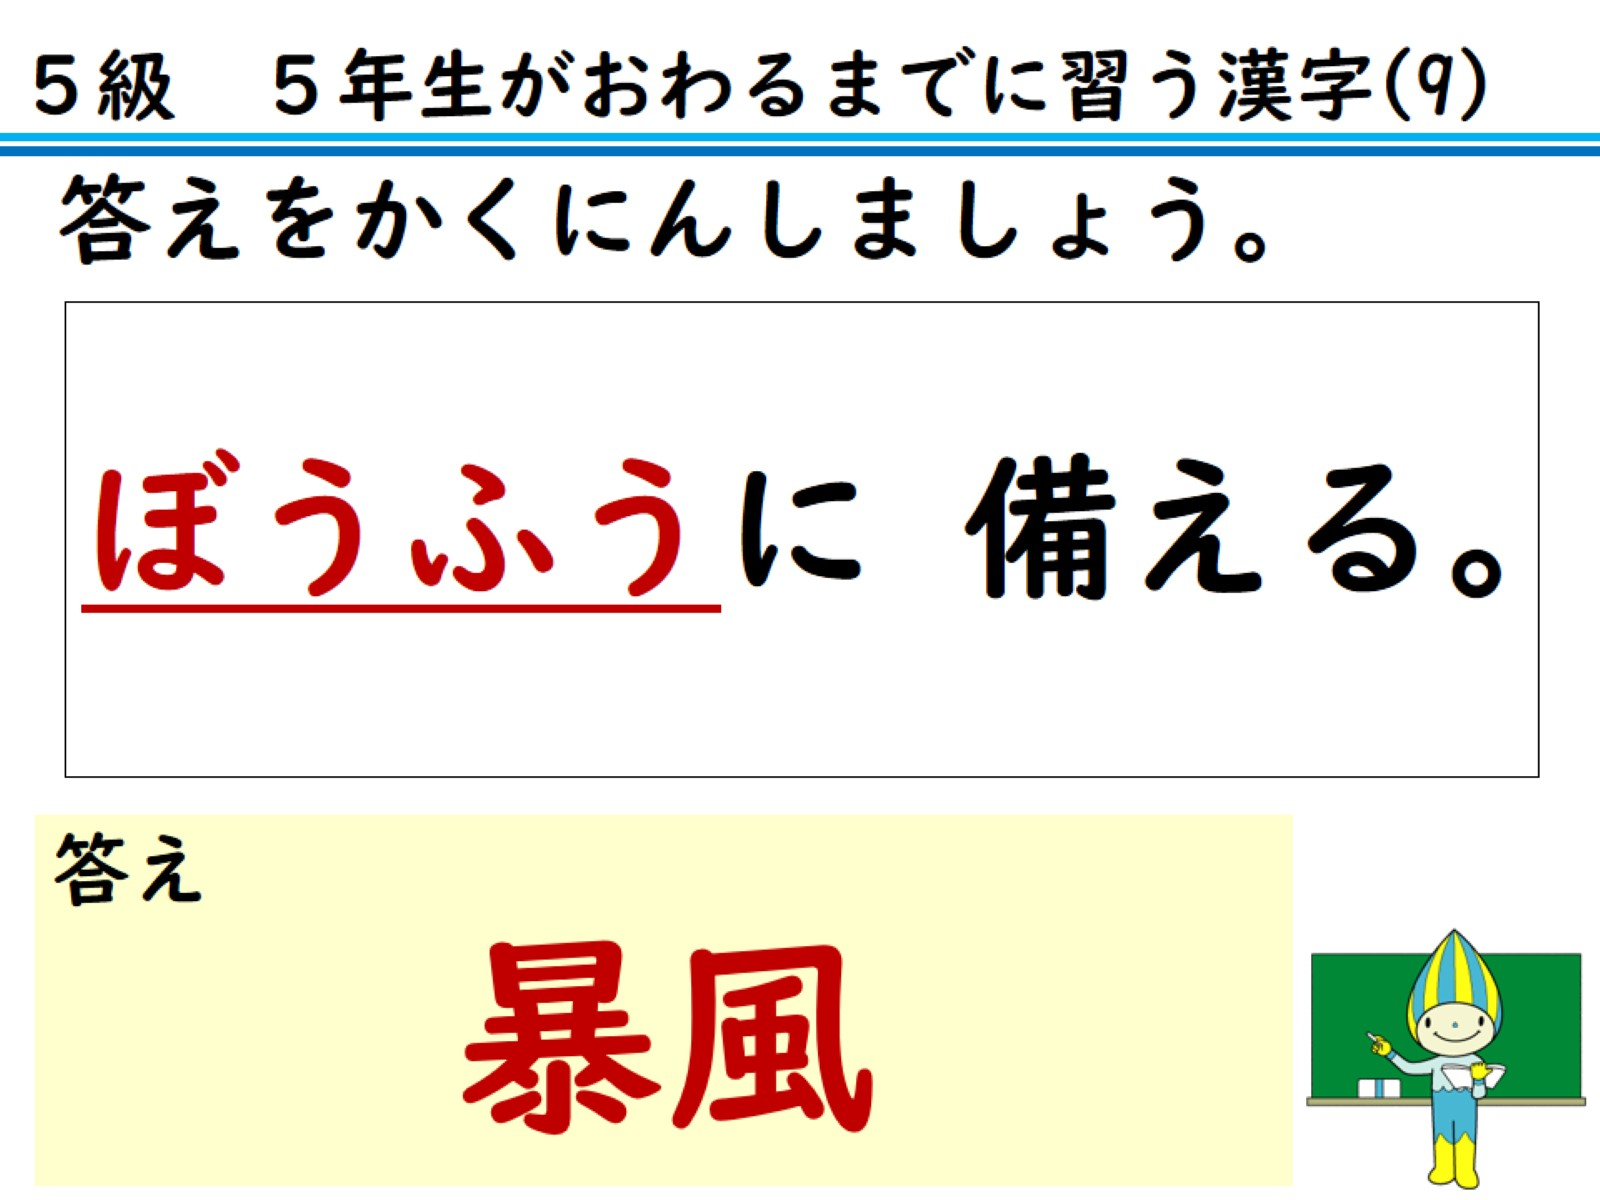 ５級　５年生がおわるまでに習う漢字(9)
答えをかくにんしましょう。
ぼうふうに 備える。
答え
暴風